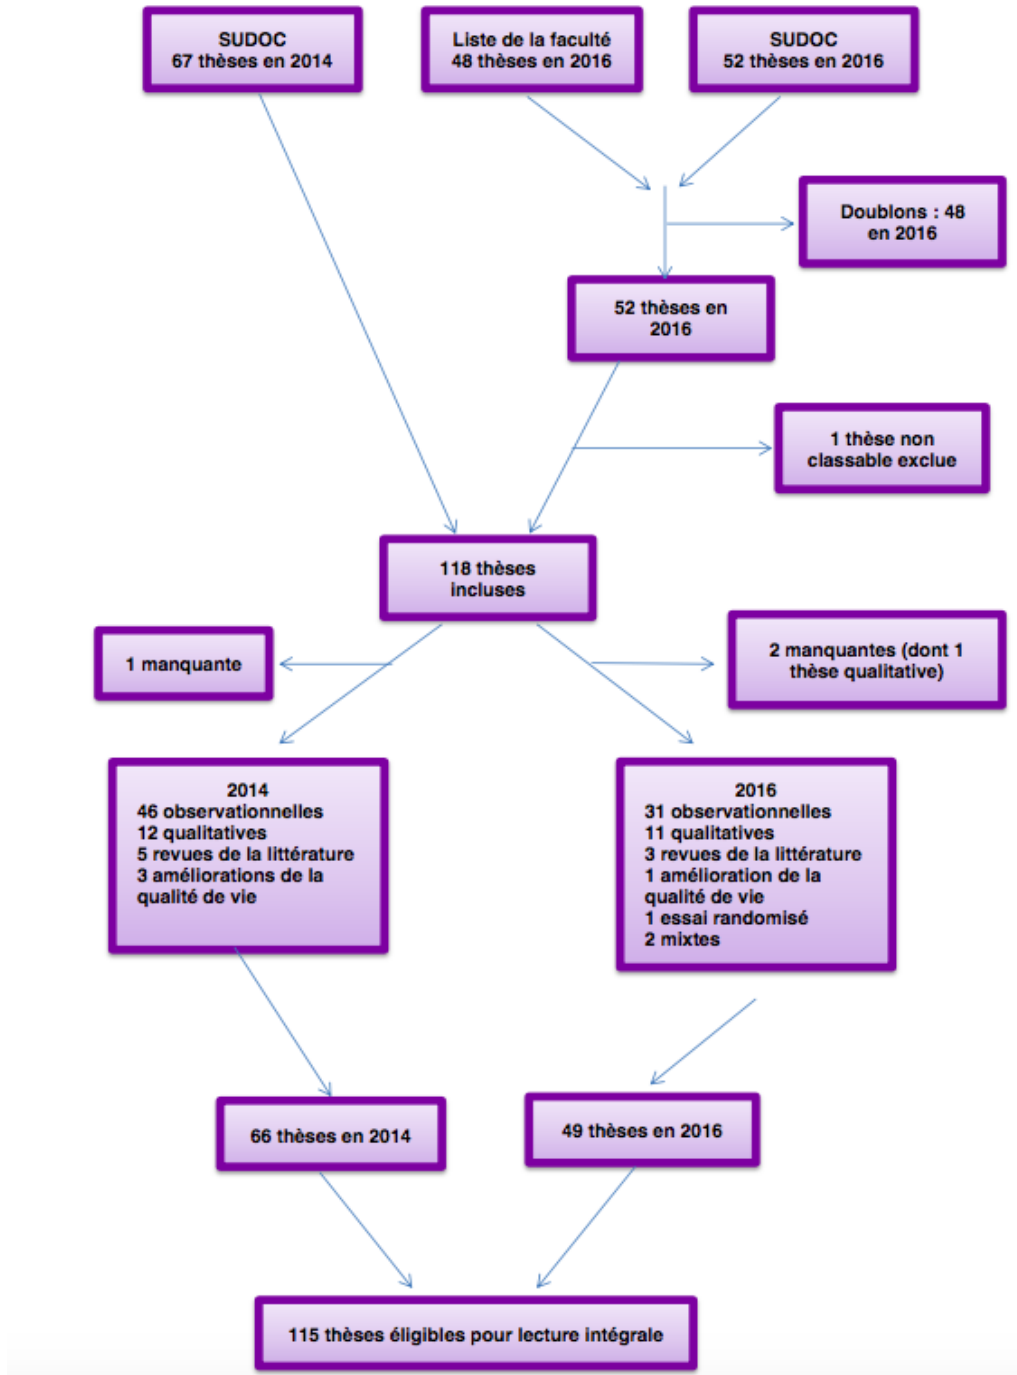 SUDOC
67 thèses en 2014
Liste de la faculté
48 thèses en 2016
SUDOC
52 thèses en 2016
Doublons : 48
en 2016
52 thèses en
2016
1 thèse non
classable exclue
118 thèses
incluses
1 manquante
2 manquantes (dont 1
thèse qualitative)
2014
46 observationnelles
12 qualitatives
5 revues de la littérature
3 améliorations de la
qualité de vie
2016
31 observationnelles
11 qualitatives
3 revues de la littérature
1 amélioration de la
qualité de vie
1 essai randomisé
2 mixtes
66 thèses en 2014
49 thèses en 2016
115 thèses éligibles pour lecture intégrale